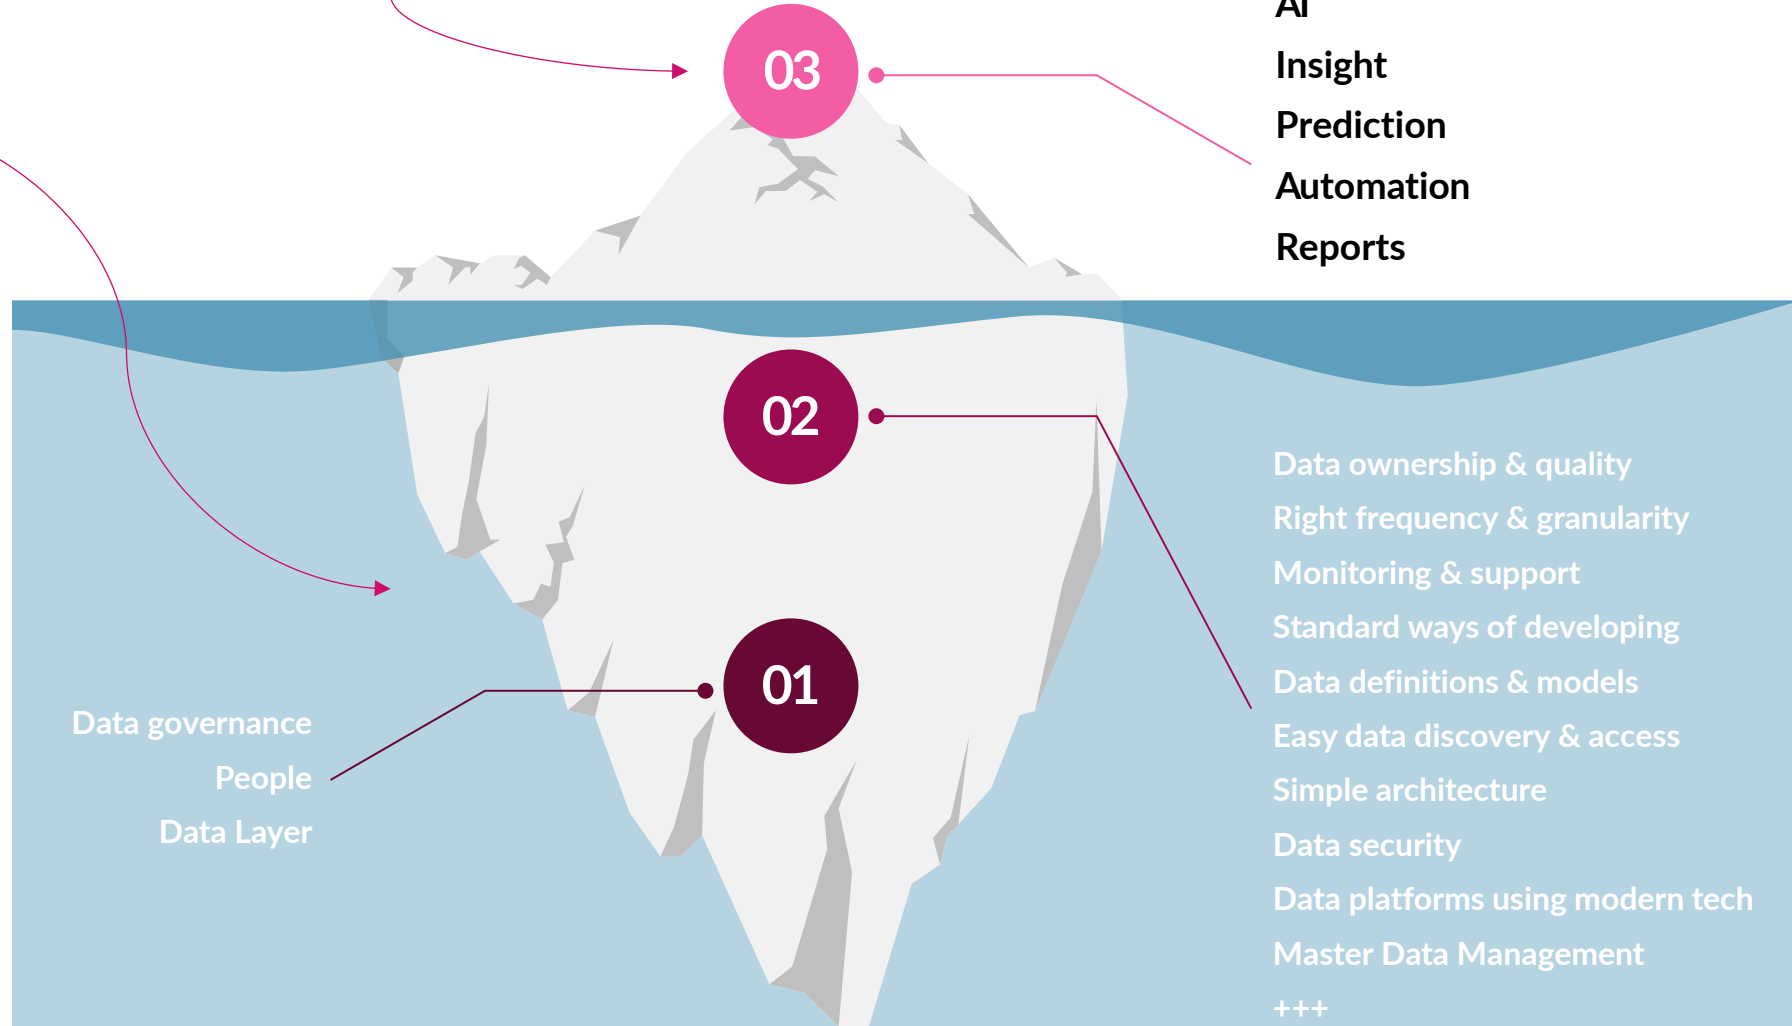 AI
03
Insight
Prediction
Automation
Reports
02
Data ownership & quality
Right frequency & granularity
Monitoring & support
Standard ways of developing
Data definitions & models
Easy data discovery & access
Simple architecture
Data security
Data platforms using modern tech
Master Data Management
+++
01
Data governance
People
Data Layer